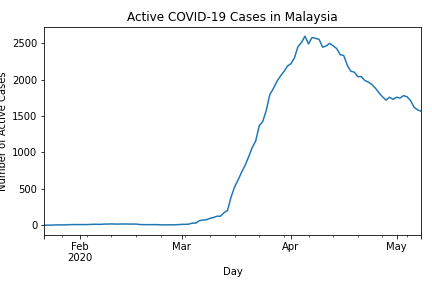 Active COVID-19 Cases in Malaysia
Number of Active Cases
2500
2000
1500
1000
500
0
Feb
2020
Mar
Apr
May
Day